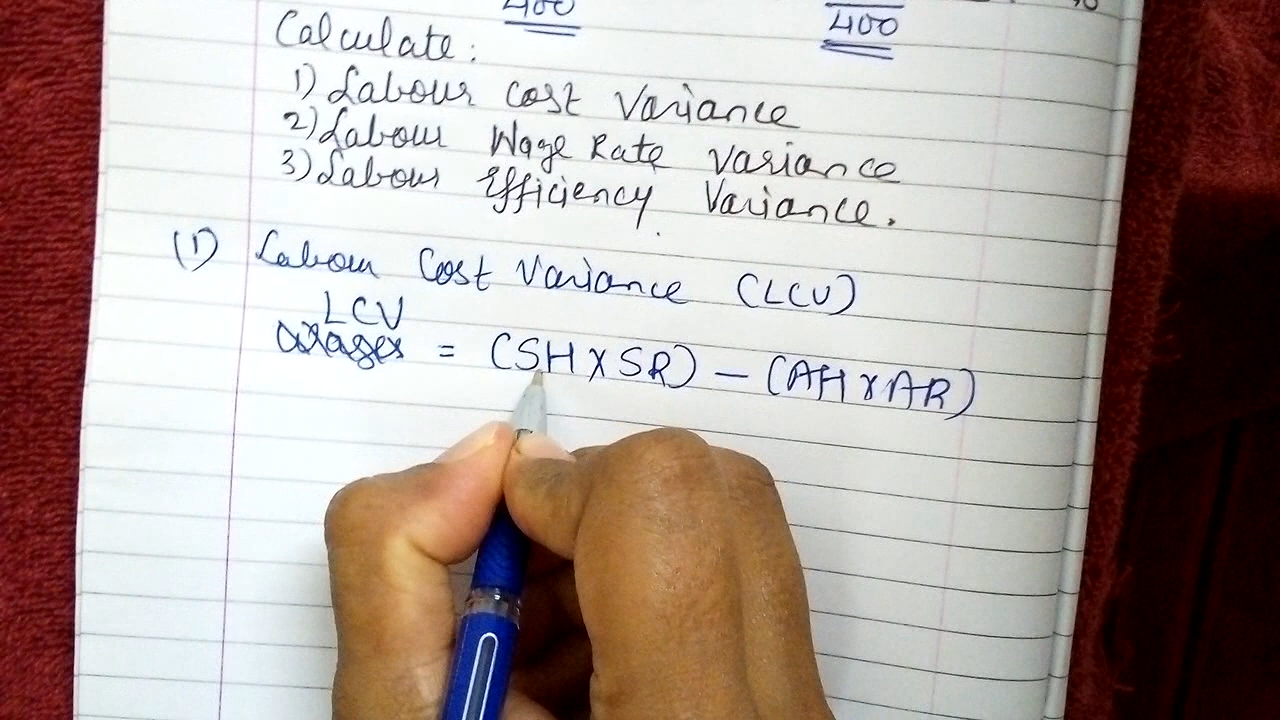 400 400
Calculate:
1) Labour Cost Variance
2) Labour Wage Rate Variance
3) Labour Efficiency Variance.
(1) Labour Cost Variance (LCV)
LCV
Wages = (SH X SR) – (AH X AR)